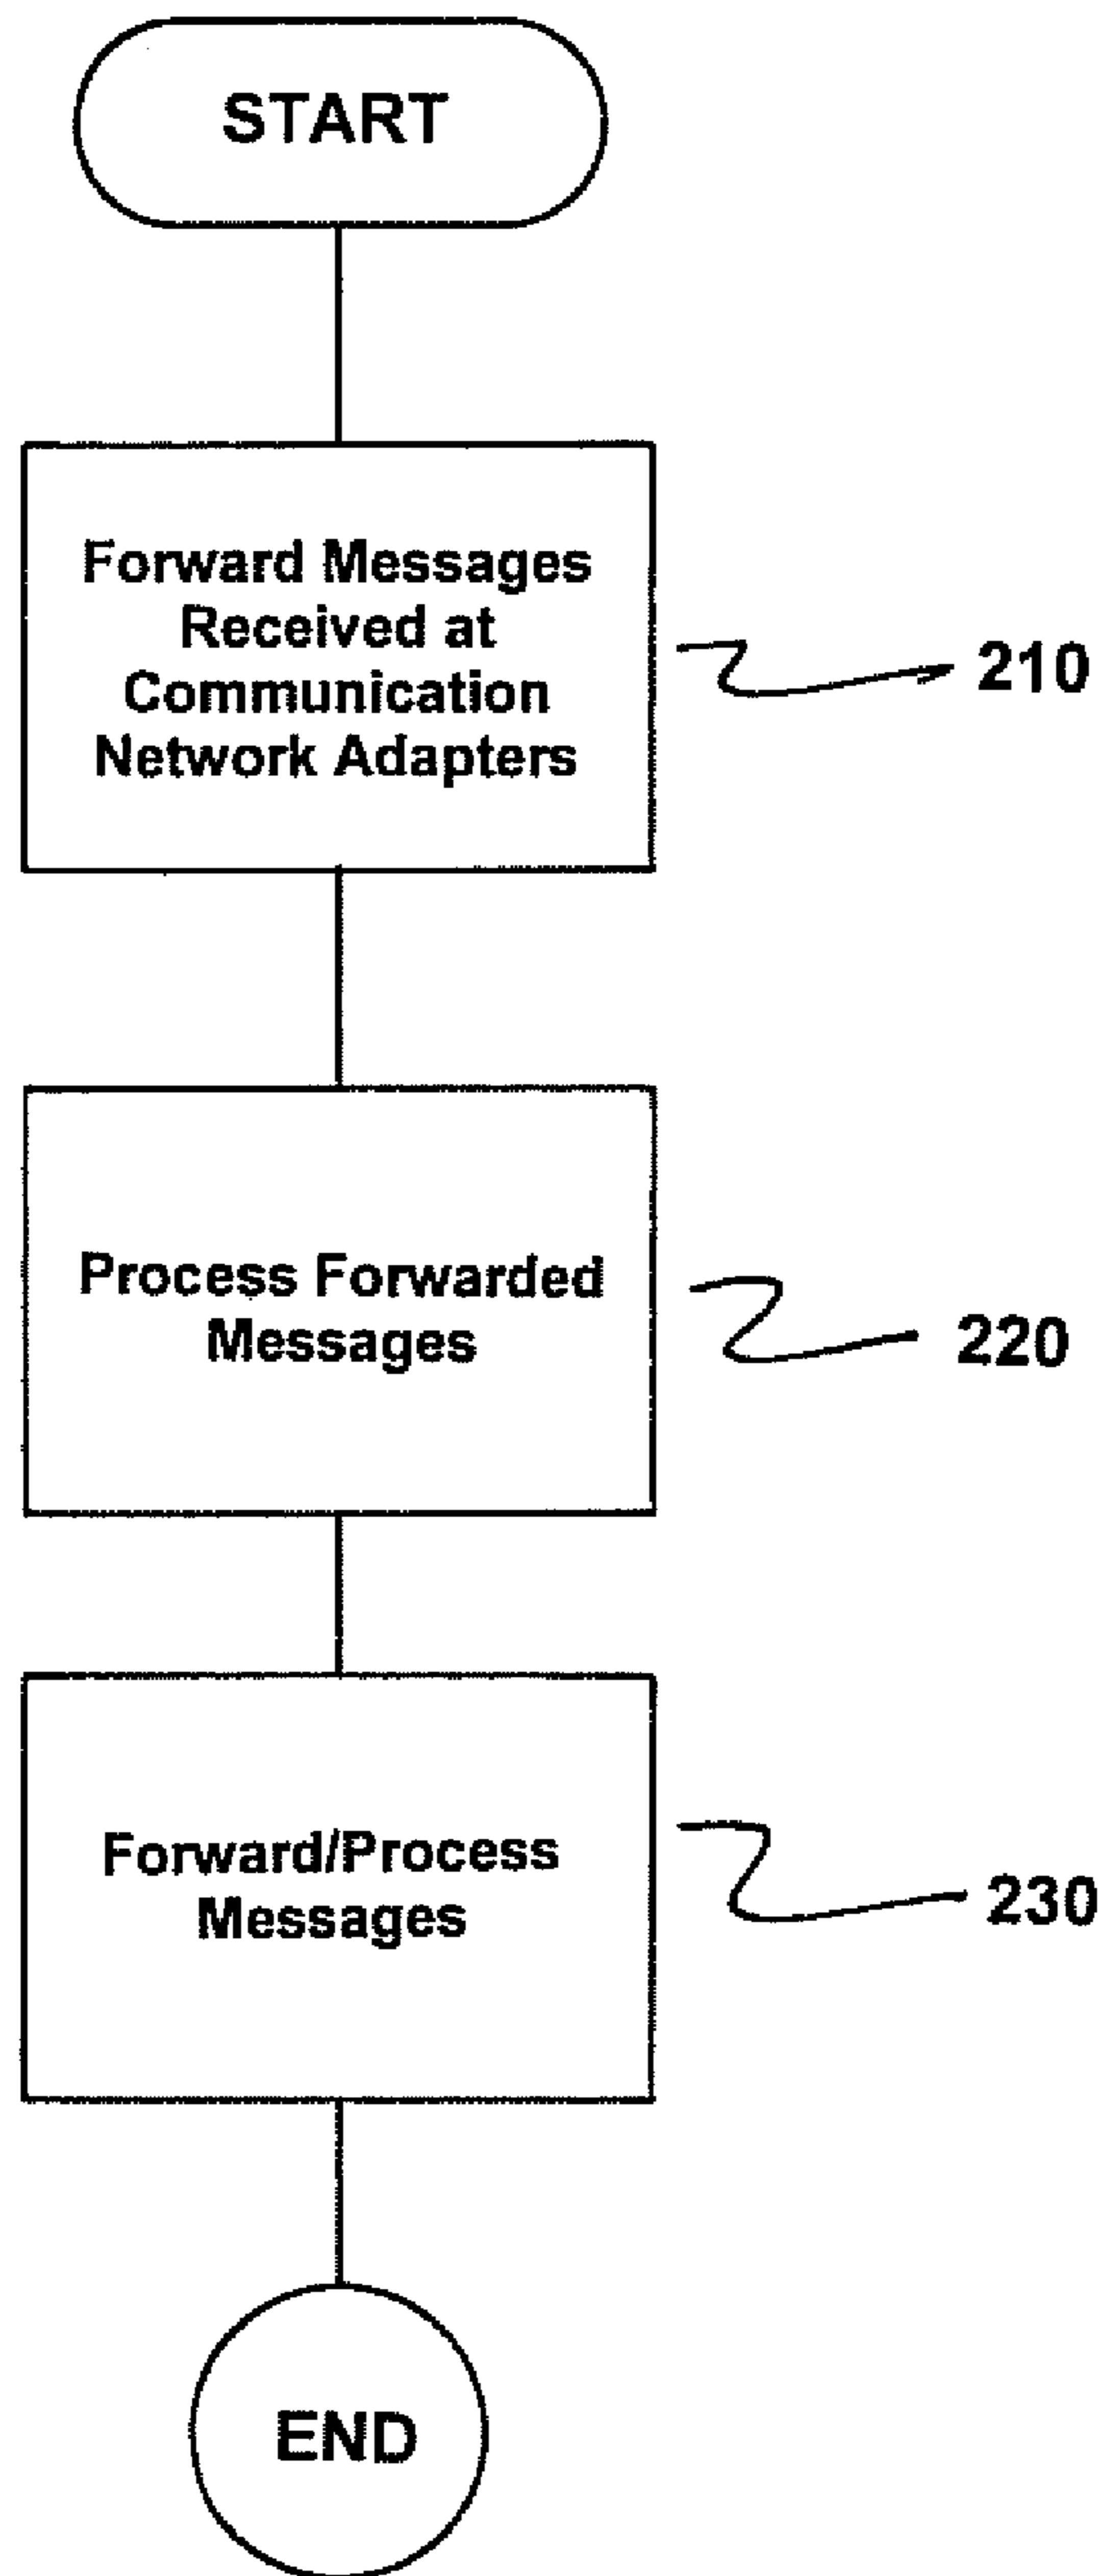 START
Forward Messages
Received at
Communication
Network Adapters
210
Process Forwarded
Messages
220
Forward/Process
Messages
230
END